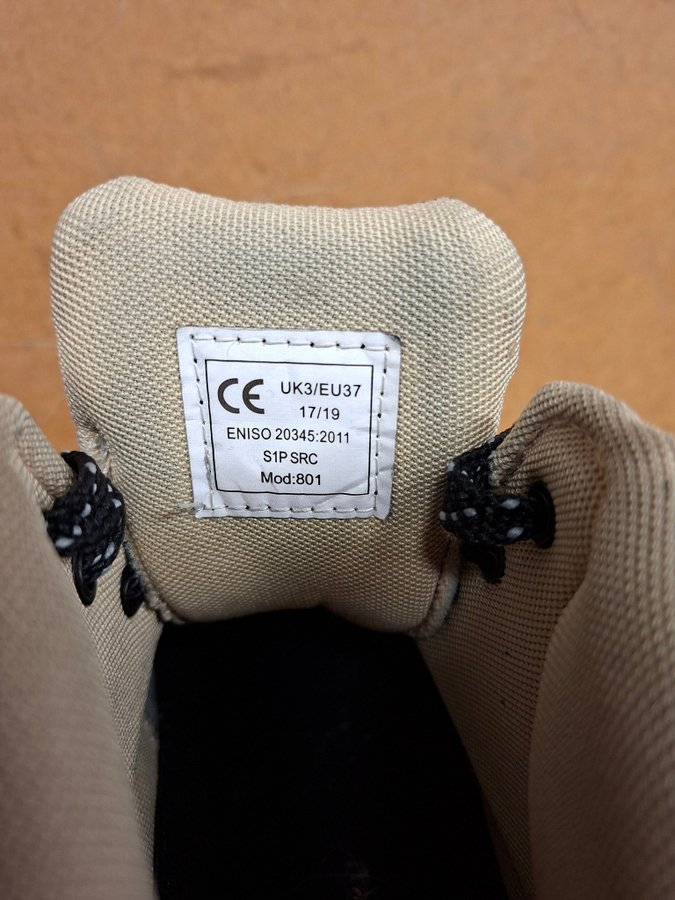 CE UK3/EU37
17/19
ENISO 20345:2011
S1P SRC
Mod:801